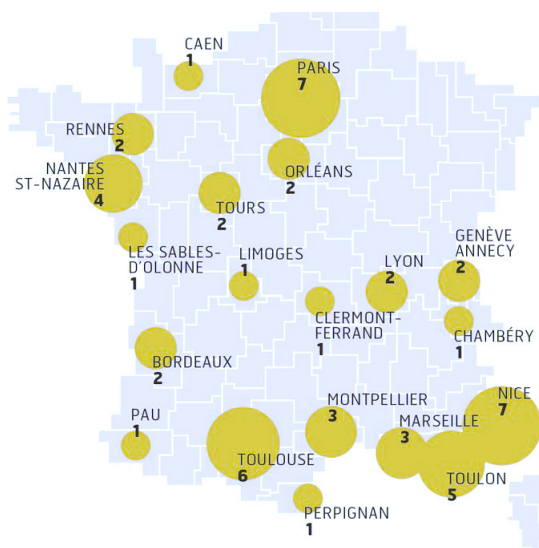 CAEN
1
PARIS
7
RENNES
2
NANTES
ST-NAZAIRE
4
ORLÉANS
2
TOURS
2
LES SABLES-
D'OLONNE
1
LIMOGES
1
LYON
2
GENÈVE
ANNECY
2
CLERMONT-
FERRAND
1
CHAMBÉRY
1
BORDEAUX
2
PAU
1
TOULOUSE
6
MONTPELLIER
3
MARSEILLE
3
NICE
7
TOULON
5
PERPIGNAN
1